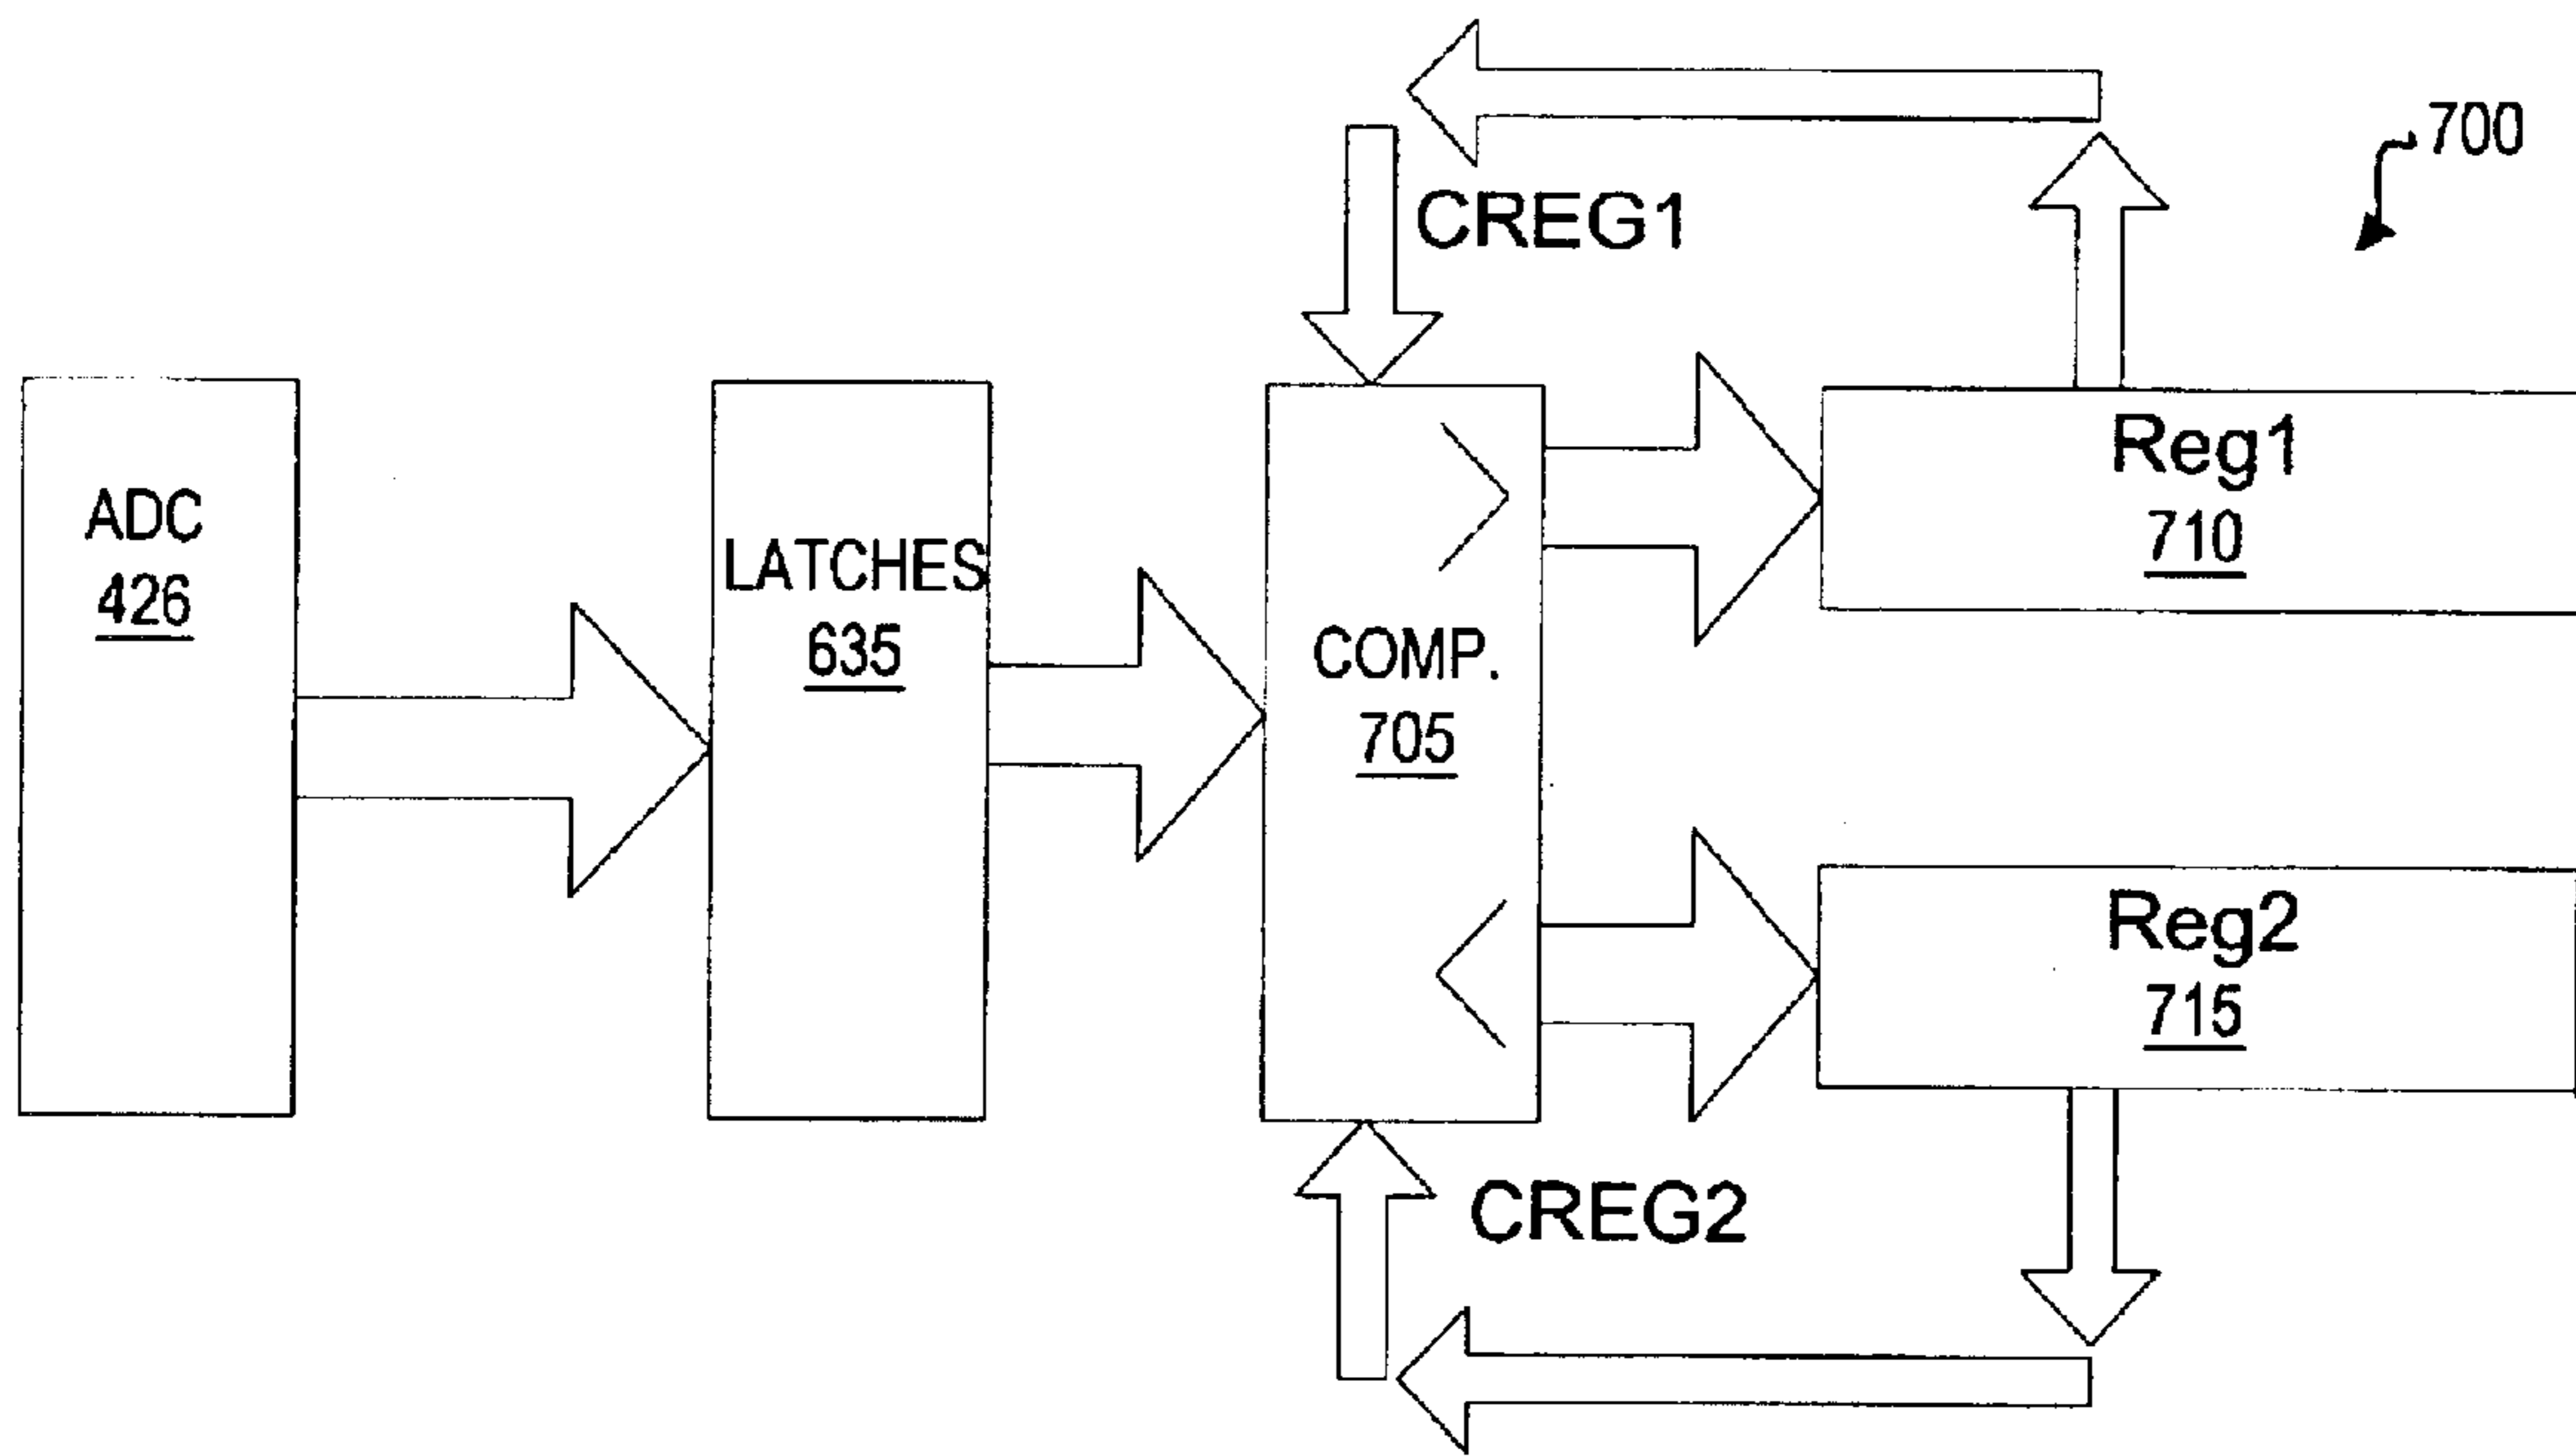 700
CREG1
ADC
426
LATCHES
635
COMP.
705
Reg1
710
Reg2
715
CREG2